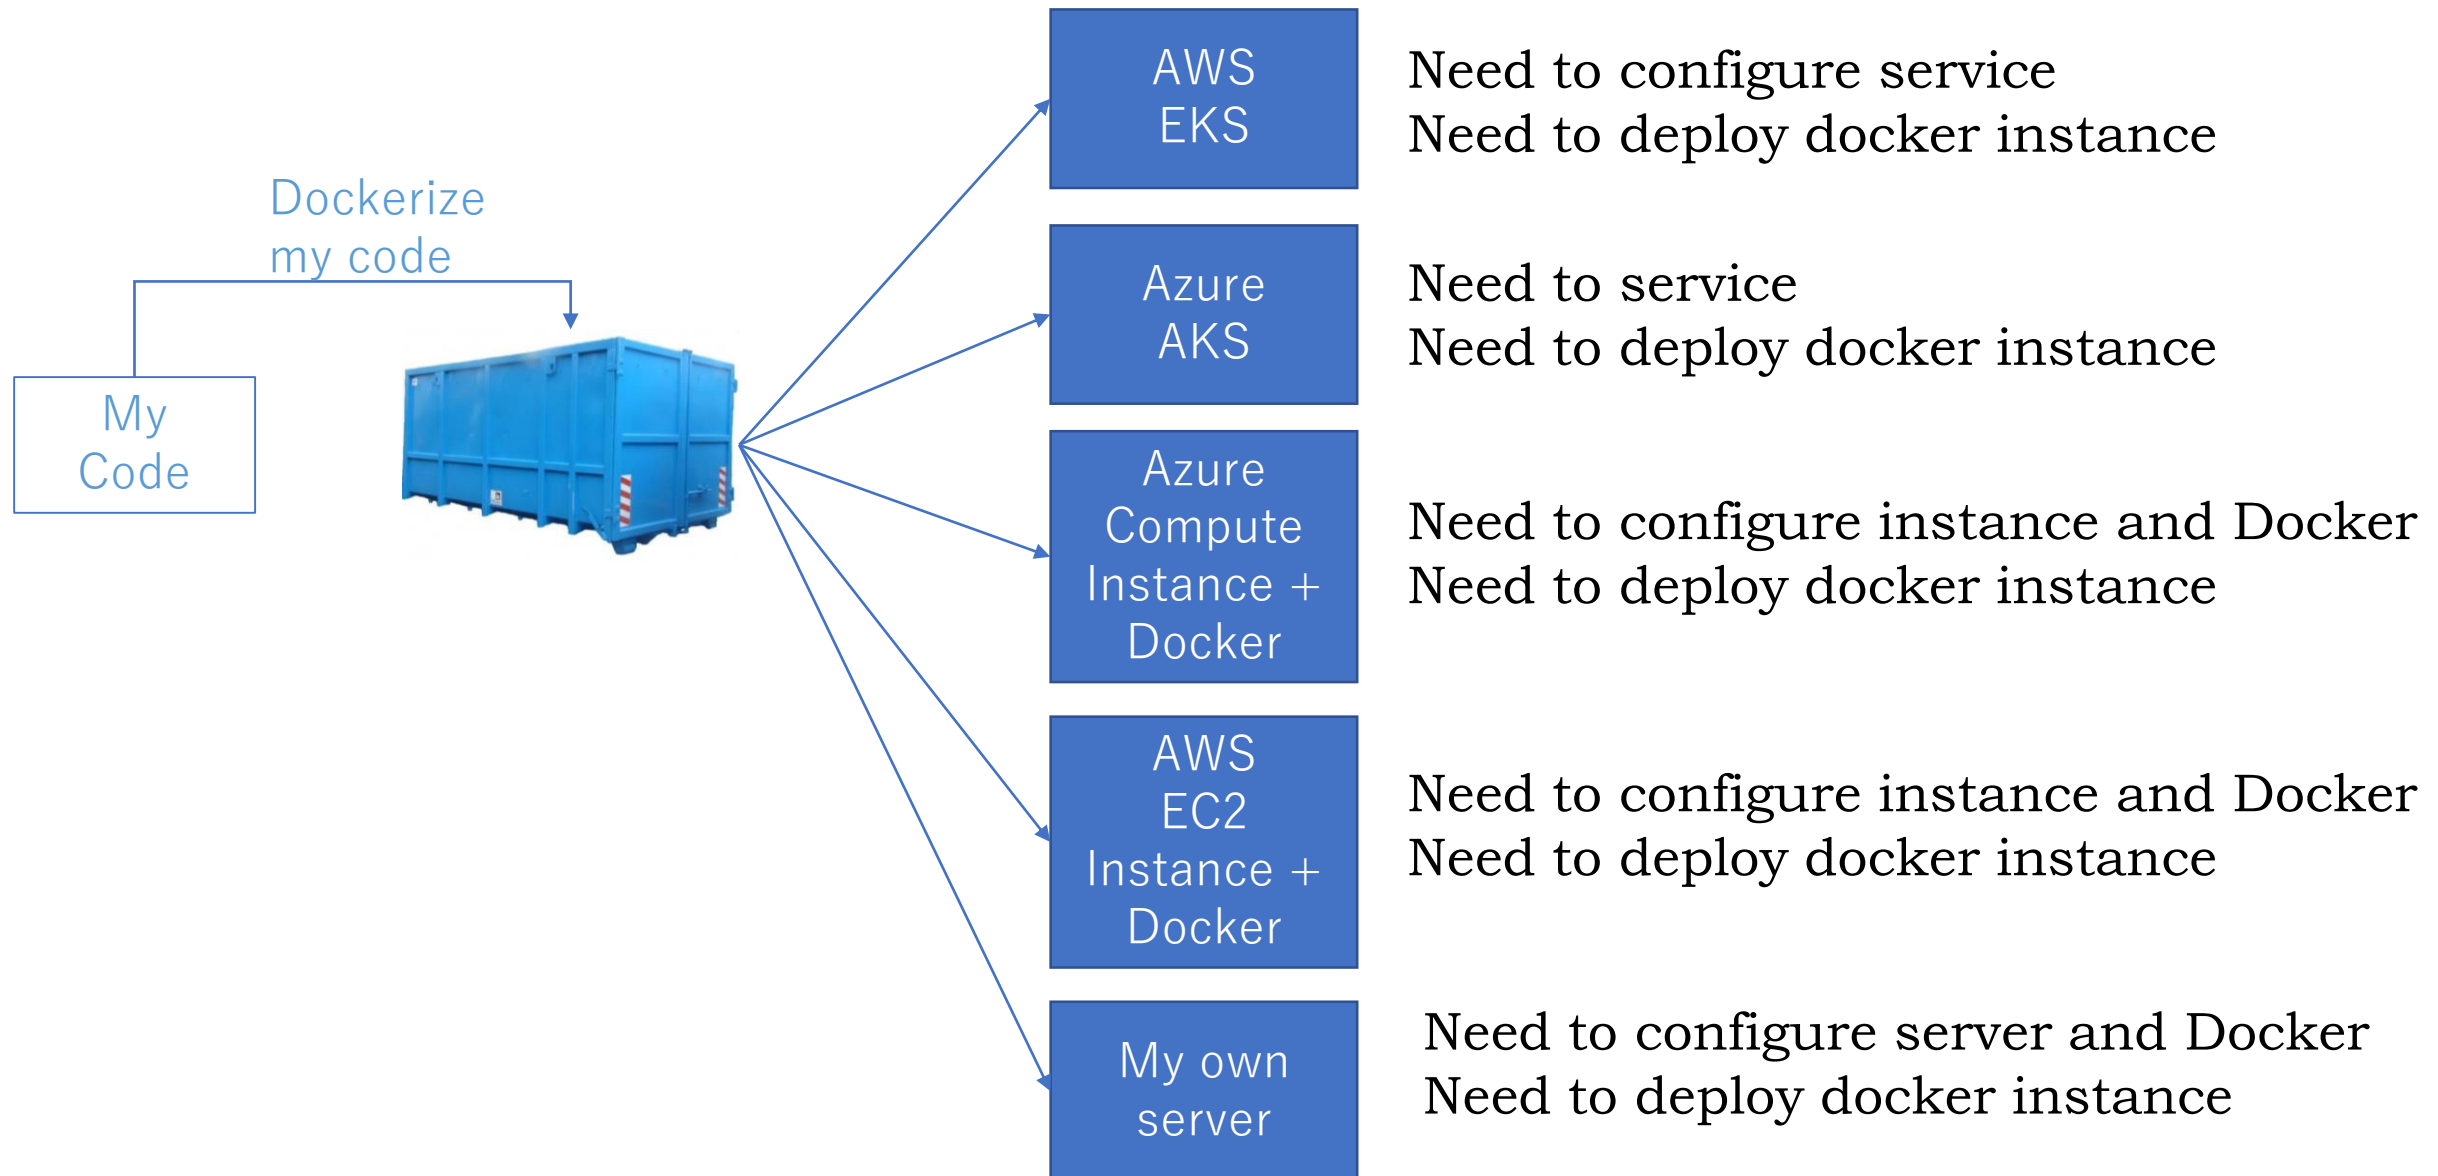 Dockerize
my code
My
Code
AWS
EKS
Need to configure service
Need to deploy docker instance
Azure
AKS
Need to service
Need to deploy docker instance
Azure
Compute
Instance +
Docker
Need to configure instance and Docker
Need to deploy docker instance
AWS
EC2
Instance +
Docker
Need to configure instance and Docker
Need to deploy docker instance
My own
server
Need to configure server and Docker
Need to deploy docker instance